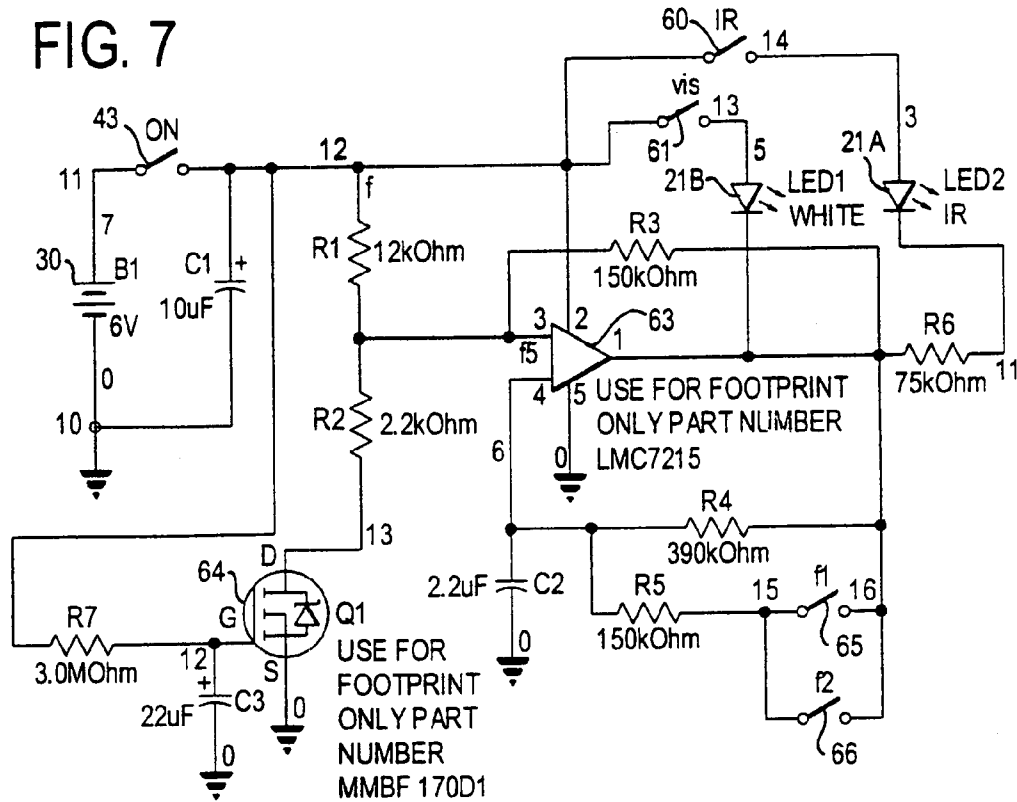 FIG. 7
60 IR
14
43 ON
vis
13
3
61
5
21A
11
12
f
21B
LED1
WHITE
LED2
IR
7
30
B1
6V
C1
+
10uF
R1
12kOhm
R3
150kOhm
3
2
63
1
f5
4
5
R6
75kOhm
11
USE FOR FOOTPRINT
ONLY PART NUMBER
LMC7215
0
10
R2
2.2kOhm
6
0
13
R4
390kOhm
D
64
G
Q1
S
2.2uF
C2
R5
150kOhm
15
f1
16
65
R7
3.0MOhm
12
+
C3
22uF
0
0
0
f2
66
USE FOR
FOOTPRINT
ONLY PART
NUMBER
MMBF 170D1